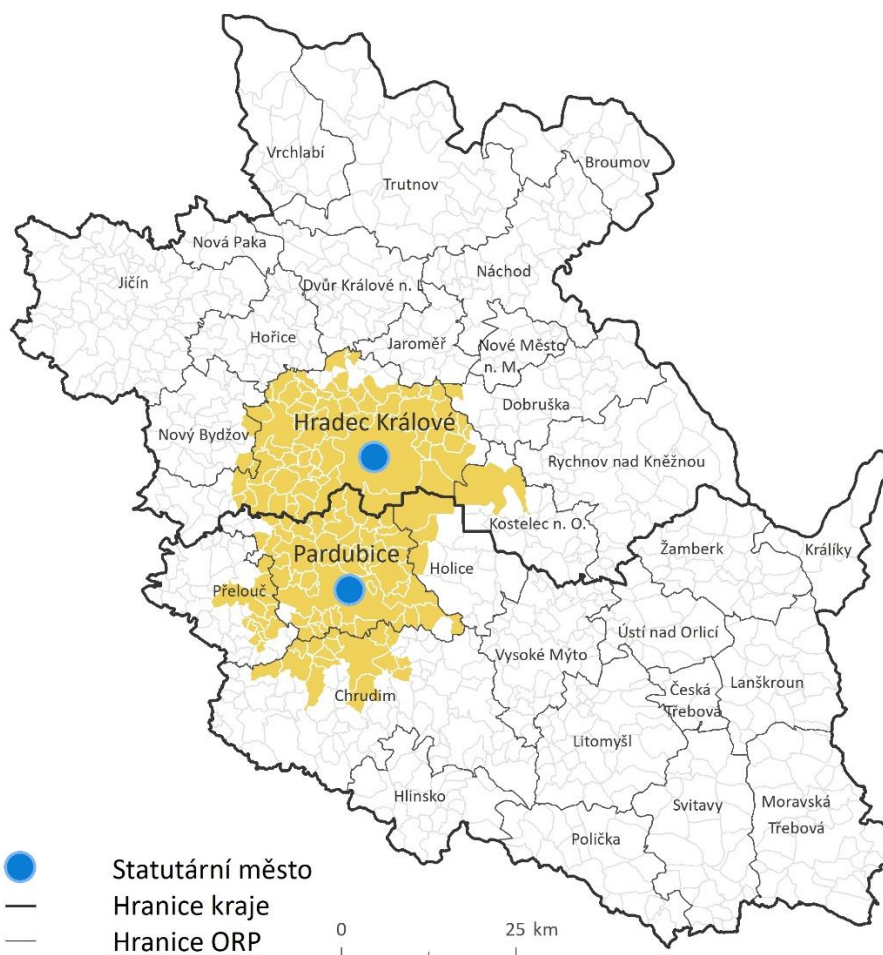 Vrchlabí
Trutnov
Broumov
Nová Paka
Jičín
Dvůr Králové n. L
Náchod
Hořice
Jaroměř
Nové Město
n. M.
Dobruška
Hradec Králové
Nový Bydžov
Rychnov nad Kněžnou
Kostelec n. O.
Pardubice
Žamberk
Králíky
Holice
Přelouč
Ústí nad Orlicí
Vysoké Mýto
Česká
Třebová
Lanškroun
Chrudim
Litomyšl
Hlinsko
Svitavy
Moravská
Třebová
Polička
Statutární město
Hranice kraje
Hranice ORP
0 25 km